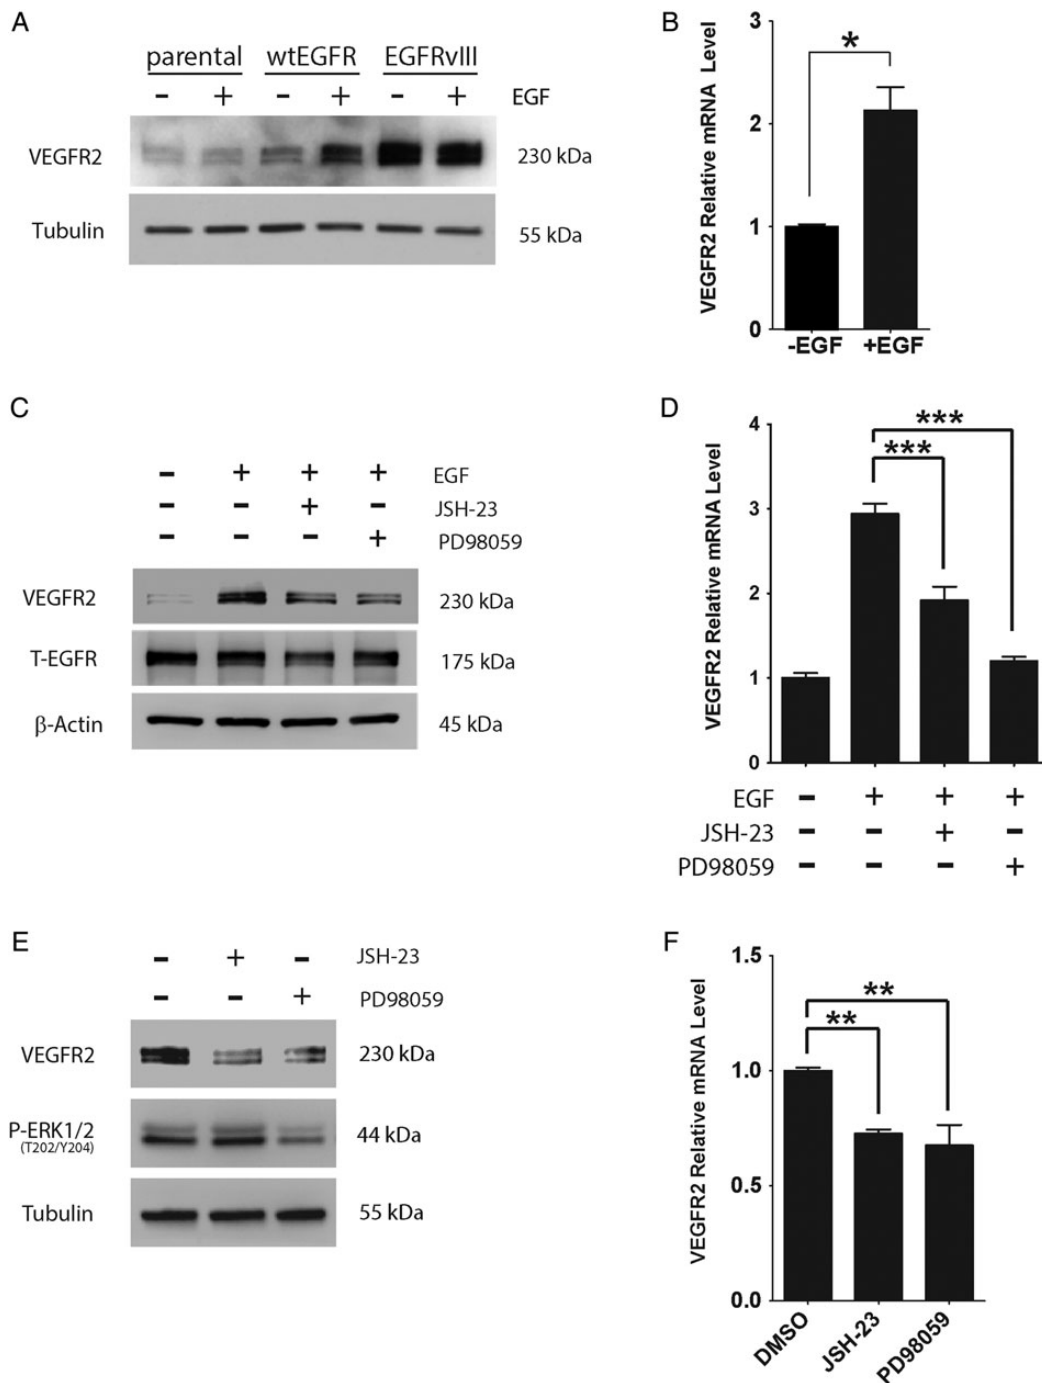 A
parental wtEGFR EGFRvIII
- + - + - + EGF
VEGFR2 230 kDa
Tubulin 55 kDa
B
VEGFR2 Relative mRNA Level
3
2
1
0
*
-EGF +EGF
C
- + + + EGF
- - + - JSH-23
- - - + PD98059
VEGFR2 230 kDa
T-EGFR 175 kDa
β-Actin 45 kDa
D
VEGFR2 Relative mRNA Level
4
3
2
1
0
***
***
EGF - + + +
JSH-23 - - + -
PD98059 - - - +
E
- + - JSH-23
- - + PD98059
VEGFR2 230 kDa
P-ERK1/2 44 kDa
(T202/Y204)
Tubulin 55 kDa
F
VEGFR2 Relative mRNA Level
1.5
1.0
0.5
0.0
**
**
DMSO JSH-23 PD98059